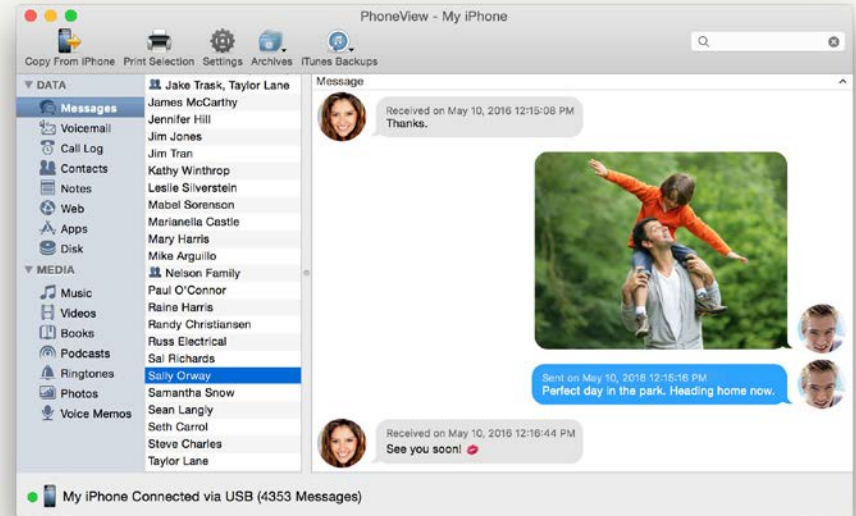 PhoneView - My iPhone
Copy From iPhone Print Selection Settings Archives iTunes Backups
DATA
Messages
Voicemail
Call Log
Contacts
Notes
Web
Apps
Disk
MEDIA
Music
Videos
Books
Podcasts
Ringtones
Photos
Voice Memos
Jake Trask, Taylor Lane
James McCarthy
Jennifer Hill
Jim Jones
Jim Tran
Kathy Winthrop
Leslie Silverstein
Mabel Sorenson
Marianella Castle
Mary Harris
Mike Arguillo
Nelson Family
Paul O'Connor
Raine Harris
Randy Christiansen
Russ Electrical
Sal Richards
Sally Orway
Samantha Snow
Sean Langly
Seth Carrol
Steve Charles
Taylor Lane
Message
Received on May 10, 2016 12:15:08 PM
Thanks.
Sent on May 10, 2016 12:15:16 PM
Perfect day in the park. Heading home now.
Received on May 10, 2016 12:16:44 PM
See you soon! 💋
My iPhone Connected via USB (4353 Messages)